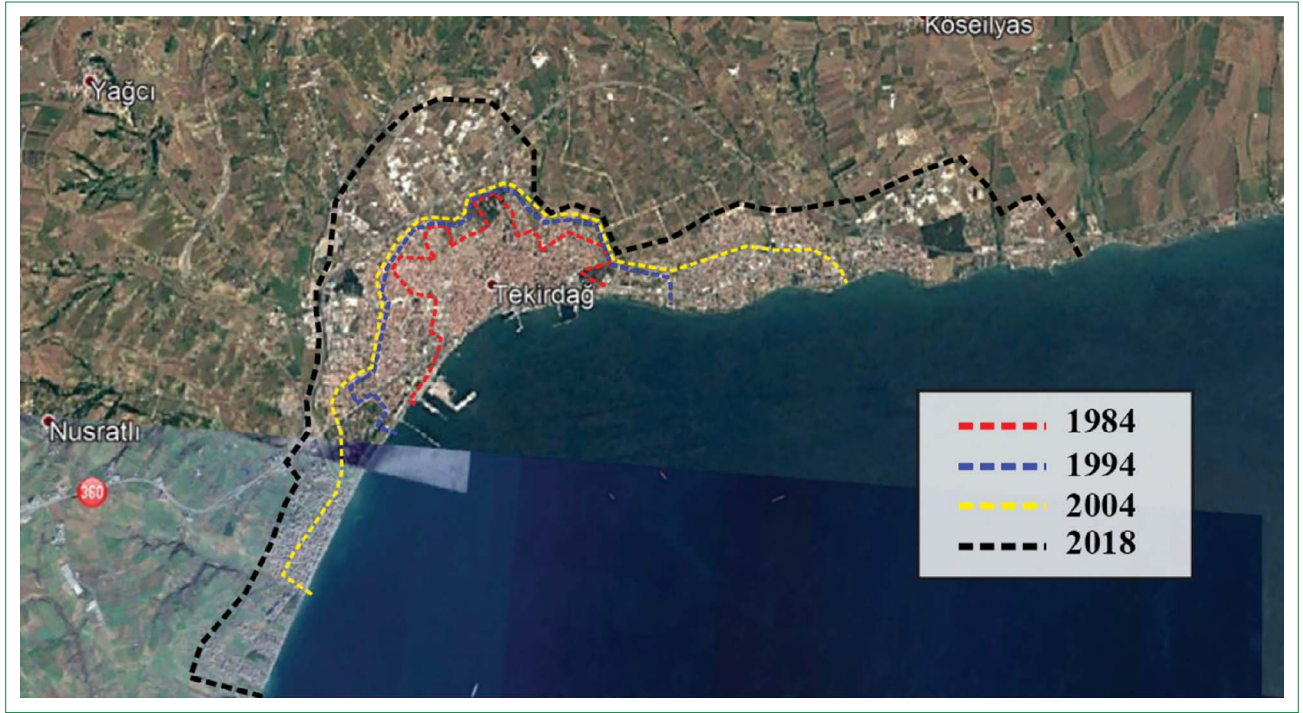 Köseilyas
Yağcı
Tekirdağ
Nusratlı
360
1984
1994
2004
2018